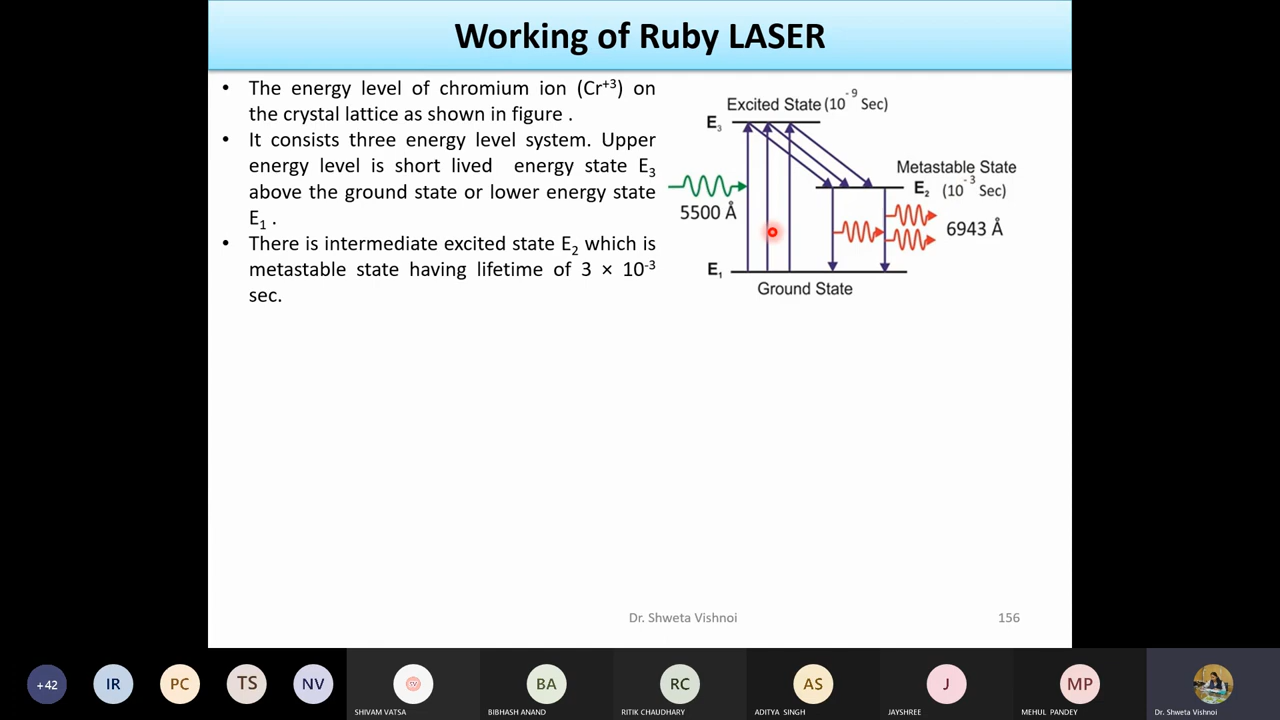 Working of Ruby LASER
• The energy level of chromium ion (Cr⁺³) on
the crystal lattice as shown in figure .
• It consists three energy level system. Upper
energy level is short lived energy state E₃
above the ground state or lower energy state
E₁ .
• There is intermediate excited state E₂ which is
metastable state having lifetime of 3 × 10⁻³
sec.
Excited State (10⁻⁹ Sec)
E₃
Metastable State
E₂ (10⁻³ Sec)
5500 Å
6943 Å
E₁
Ground State
Dr. Shweta Vishnoi
156
+42
IR
PC
TS
NV
SHIVAM VATSA
BA
BIBHASH ANAND
RC
RITIK CHAUDHARY
AS
ADITYA SINGH
J
JAYSHREE
MP
MEHUL PANDEY
Dr. Shweta Vishnoi